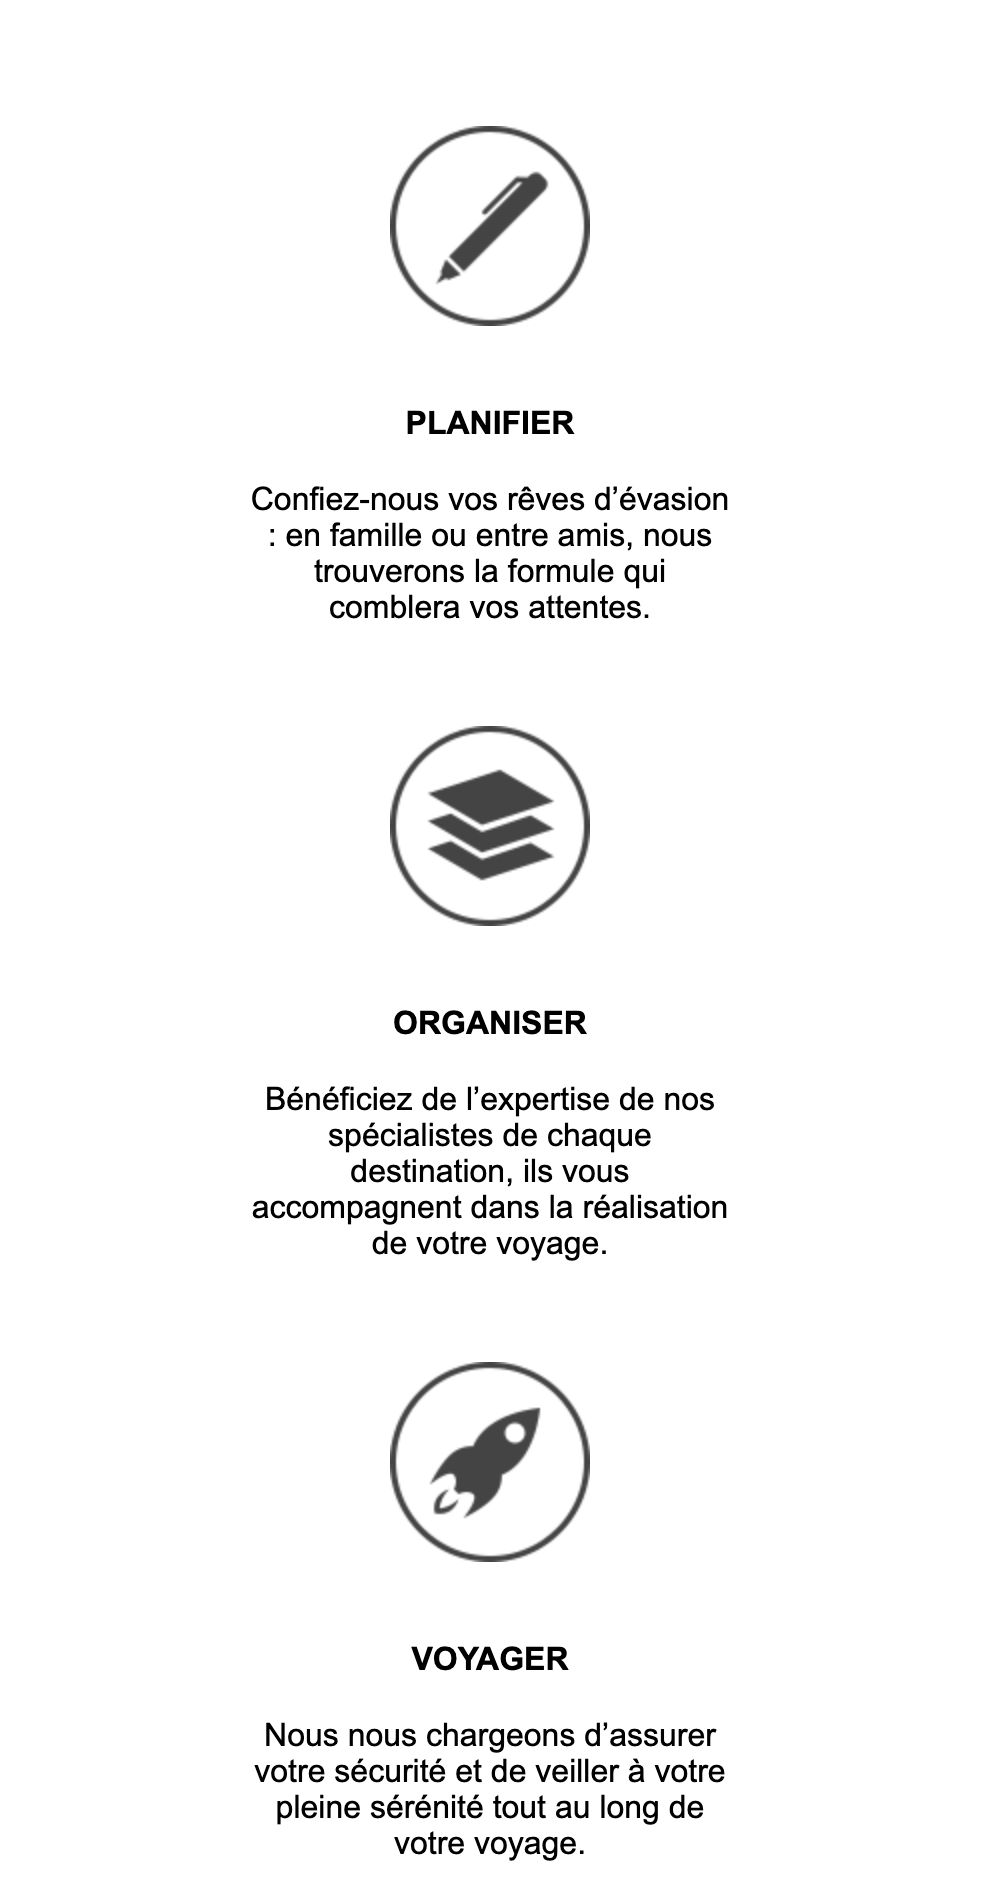 PLANIFIER
Confiez-nous vos rêves d’évasion
: en famille ou entre amis, nous
trouverons la formule qui
comblera vos attentes.
ORGANISER
Bénéficiez de l’expertise de nos
spécialistes de chaque
destination, ils vous
accompagnent dans la réalisation
de votre voyage.
VOYAGER
Nous nous chargeons d’assurer
votre sécurité et de veiller à votre
pleine sérénité tout au long de
votre voyage.